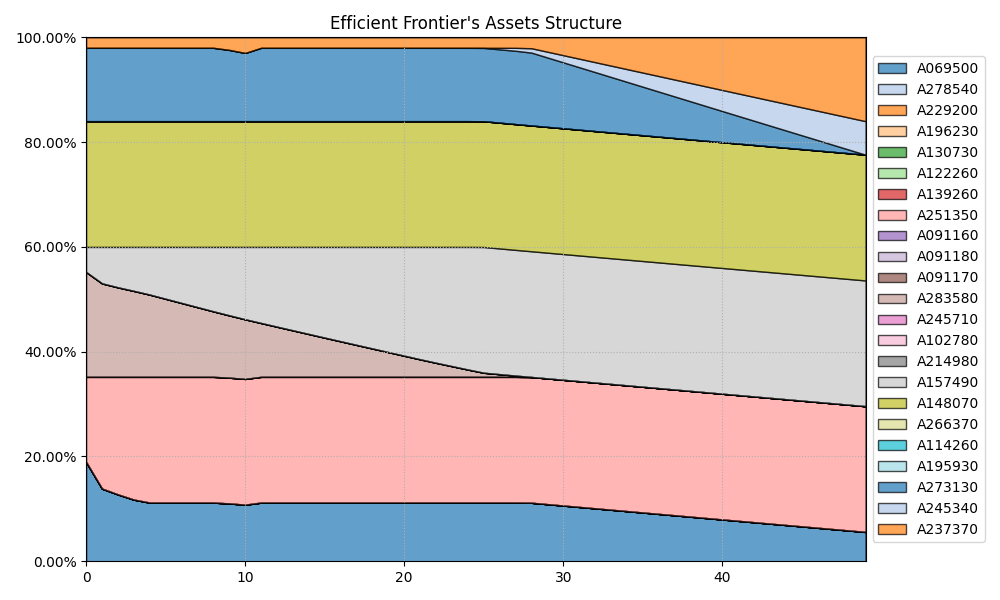 Efficient Frontier's Assets Structure
100.00%
80.00%
60.00%
40.00%
20.00%
0.00%
0
10
20
30
40
A069500
A278540
A229200
A196230
A130730
A122260
A139260
A251350
A091160
A091180
A091170
A283580
A245710
A102780
A214980
A157490
A148070
A266370
A114260
A195930
A273130
A245340
A237370